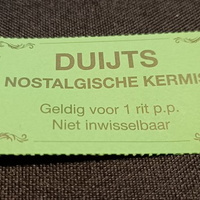 DUIJTS
NOSTALGISCHE KERMIS
Geldig voor 1 rit p.p.
Niet inwisselbaar